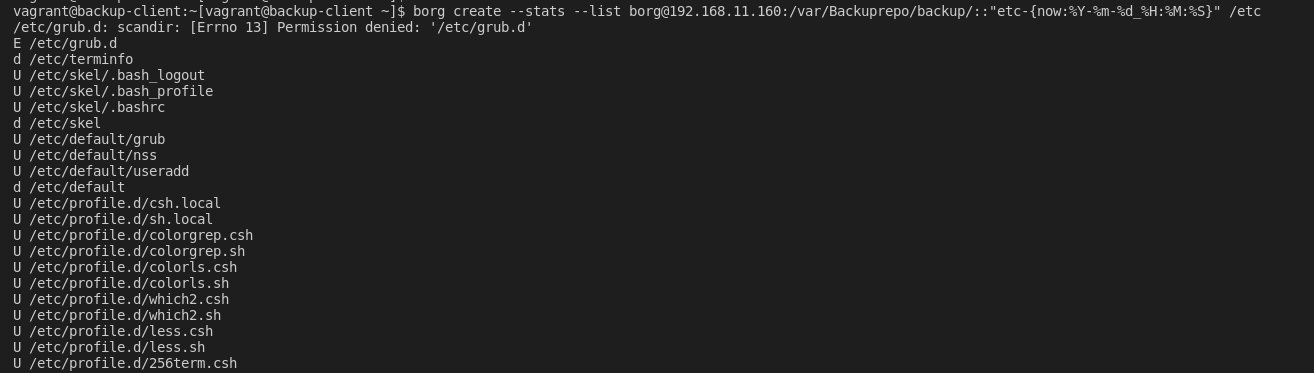 vagrant@backup-client:~[vagrant@backup-client ~]$ borg create --stats --list borg@192.168.11.160:/var/Backuprepo/backup/::"etc-{now:%Y-%m-%d_%H:%M:%S}" /etc
/etc/grub.d: scandir: [Errno 13] Permission denied: '/etc/grub.d'
E /etc/grub.d
d /etc/terminfo
U /etc/skel/.bash_logout
U /etc/skel/.bash_profile
U /etc/skel/.bashrc
d /etc/skel
U /etc/default/grub
U /etc/default/nss
U /etc/default/useradd
d /etc/default
U /etc/profile.d/csh.local
U /etc/profile.d/sh.local
U /etc/profile.d/colorgrep.csh
U /etc/profile.d/colorgrep.sh
U /etc/profile.d/colorls.csh
U /etc/profile.d/colorls.sh
U /etc/profile.d/which2.csh
U /etc/profile.d/which2.sh
U /etc/profile.d/less.csh
U /etc/profile.d/less.sh
U /etc/profile.d/256term.csh